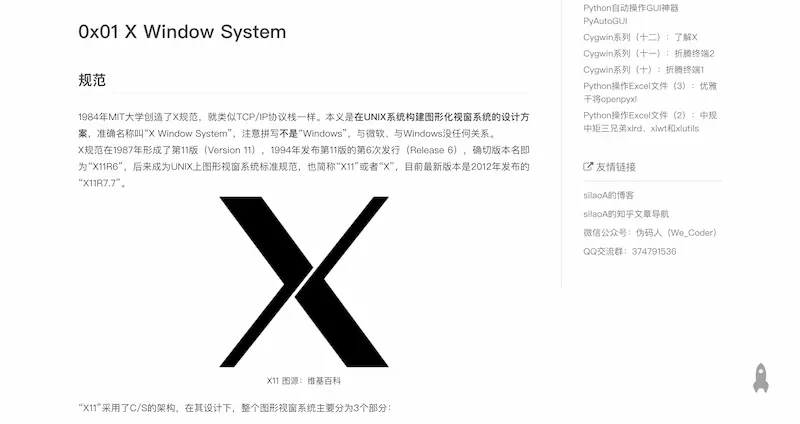 0x01 X Window System
规范
1984年MIT大学创造了X规范，就类似TCP/IP协议栈一样。本义是在UNIX系统构建图形化视窗系统的设计方
案，准确名称叫“X Window System”，注意拼写不是“Windows”，与微软、与Windows没任何关系。
X规范在1987年形成了第11版（Version 11），1994年发布第11版的第6次发行（Release 6），确切版本名即
为“X11R6”，后来成为UNIX上图形视窗系统标准规范，也简称“X11”或者“X”，目前最新版本是2012年发布的
“X11R7.7”。
X11 图源：维基百科
“X11”采用了C/S的架构，在其设计下，整个图形视窗系统主要分为3个部分：
Python自动操作GUI神器
PyAutoGUI
Cygwin系列（十二）：了解X
Cygwin系列（十一）：折腾终端2
Cygwin系列（十）：折腾终端1
Python操作Excel文件（3）：优雅
干将openpyxl
Python操作Excel文件（2）：中规
中矩三兄弟xlrd、xlwt和xlutils
友情链接
silaoA的博客
silaoA的知乎文章导航
微信公众号：伪码人（We_Coder）
QQ交流群：374791536